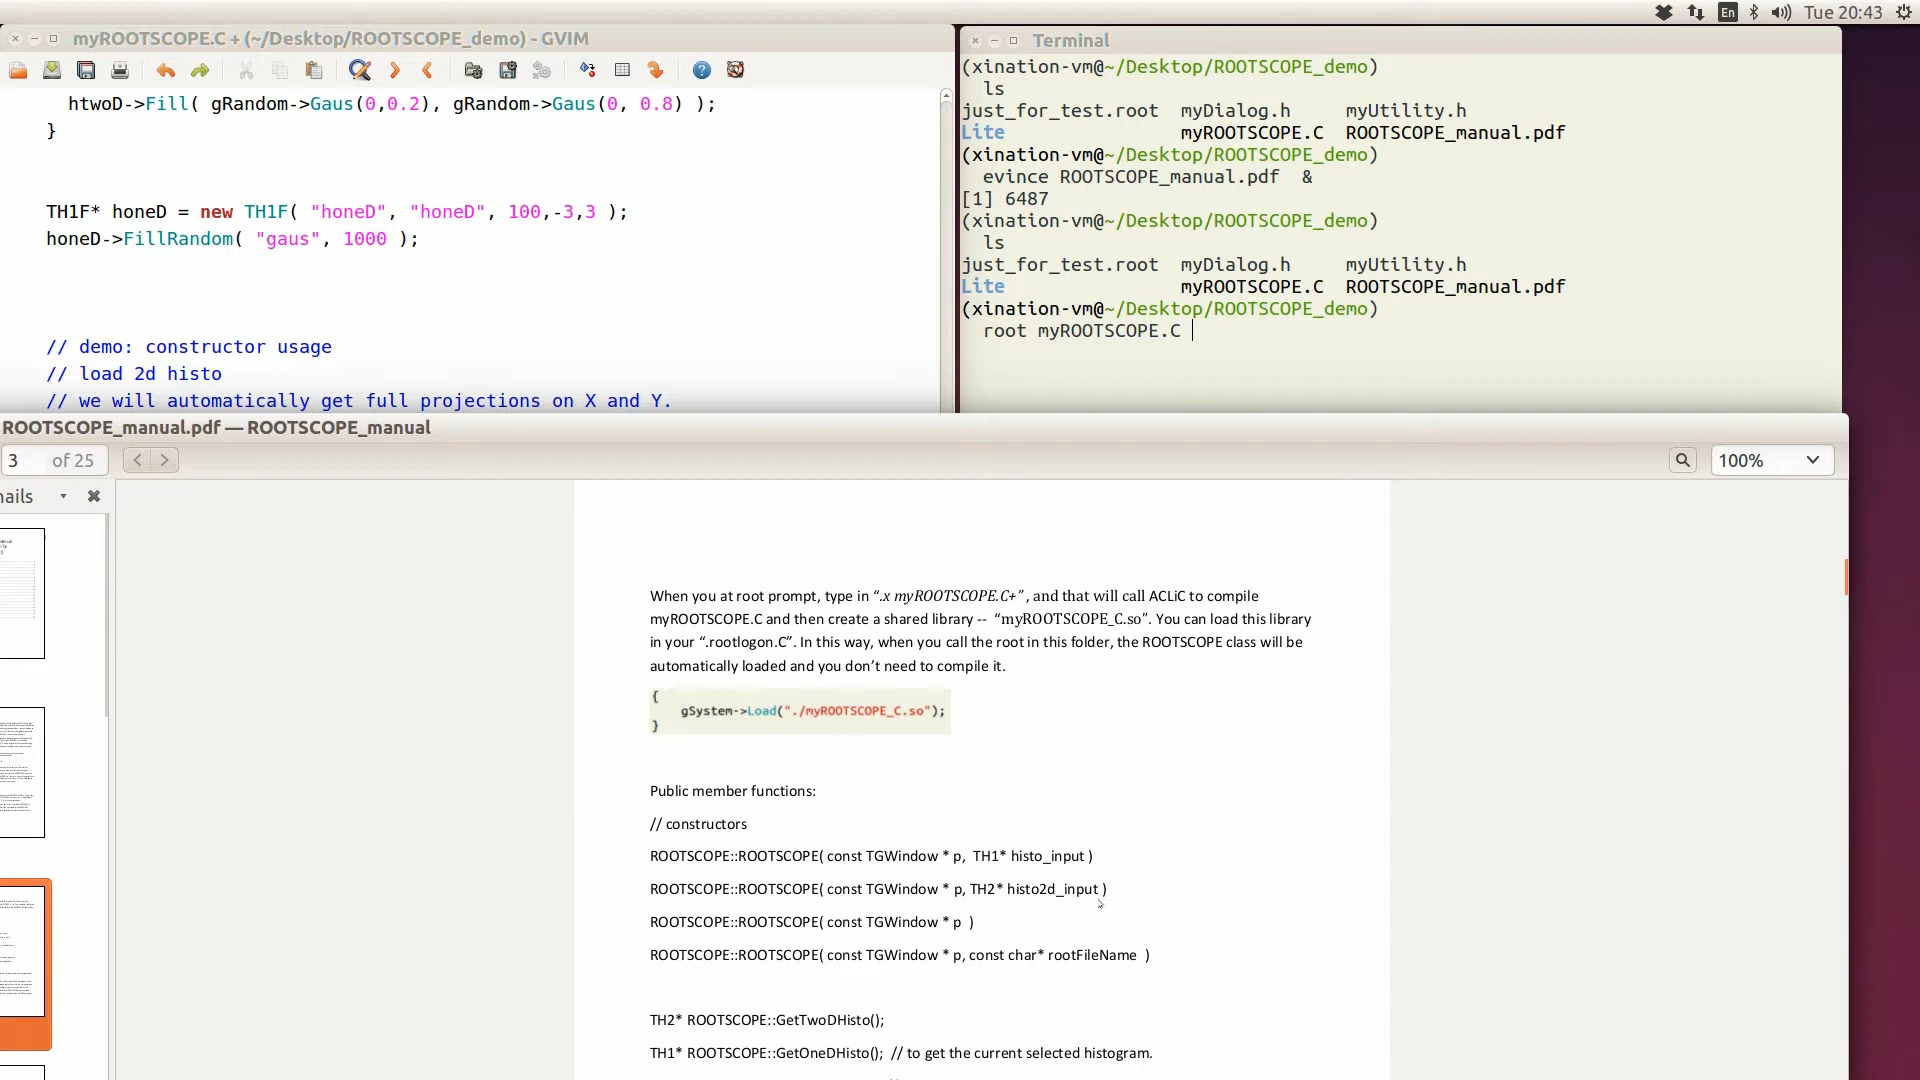 En
Tue 20:43
myROOTSCOPE.C + (~/Desktop/ROOTSCOPE_demo) - GVIM
htwoD->Fill( gRandom->Gaus(0,0.2), gRandom->Gaus(0, 0.8) );
}
TH1F* honeD = new TH1F( "honeD", "honeD", 100,-3,3 );
honeD->FillRandom( "gaus", 1000 );
// demo: constructor usage
// load 2d histo
// we will automatically get full projections on X and Y.
Terminal
(xination-vm@~/Desktop/ROOTSCOPE_demo)
ls
just_for_test.root myDialog.h myUtility.h
Lite myROOTSCOPE.C ROOTSCOPE_manual.pdf
(xination-vm@~/Desktop/ROOTSCOPE_demo)
evince ROOTSCOPE_manual.pdf &
[1] 6487
(xination-vm@~/Desktop/ROOTSCOPE_demo)
ls
just_for_test.root myDialog.h myUtility.h
Lite myROOTSCOPE.C ROOTSCOPE_manual.pdf
(xination-vm@~/Desktop/ROOTSCOPE_demo)
root myROOTSCOPE.C
ROOTSCOPE_manual.pdf — ROOTSCOPE_manual
3 of 25
100%
nails
When you at root prompt, type in “.x myROOTSCOPE.C+”, and that will call ACLiC to compile
myROOTSCOPE.C and then create a shared library -- “myROOTSCOPE_C.so”. You can load this library
in your “.rootlogon.C”. In this way, when you call the root in this folder, the ROOTSCOPE class will be
automatically loaded and you don’t need to compile it.
{
gSystem->Load("./myROOTSCOPE_C.so");
}
Public member functions:
// constructors
ROOTSCOPE::ROOTSCOPE( const TGWindow * p, TH1* histo_input )
ROOTSCOPE::ROOTSCOPE( const TGWindow * p, TH2* histo2d_input )
ROOTSCOPE::ROOTSCOPE( const TGWindow * p )
ROOTSCOPE::ROOTSCOPE( const TGWindow * p, const char* rootFileName )
TH2* ROOTSCOPE::GetTwoDHisto();
TH1* ROOTSCOPE::GetOneDHisto(); // to get the current selected histogram.